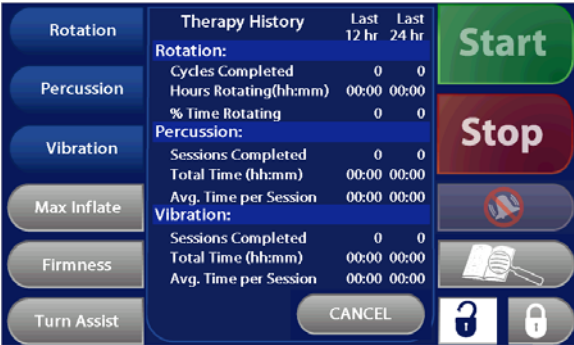 Rotation
Percussion
Vibration
Max Inflate
Firmness
Turn Assist
Therapy History Last Last
12 hr 24 hr
Rotation:
Cycles Completed 0 0
Hours Rotating(hh:mm) 00:00 00:00
% Time Rotating 0 0
Percussion:
Sessions Completed 0 0
Total Time (hh:mm) 00:00 00:00
Avg. Time per Session 00:00 00:00
Vibration:
Sessions Completed 0 0
Total Time (hh:mm) 00:00 00:00
Avg. Time per Session 00:00 00:00
CANCEL
Start
Stop